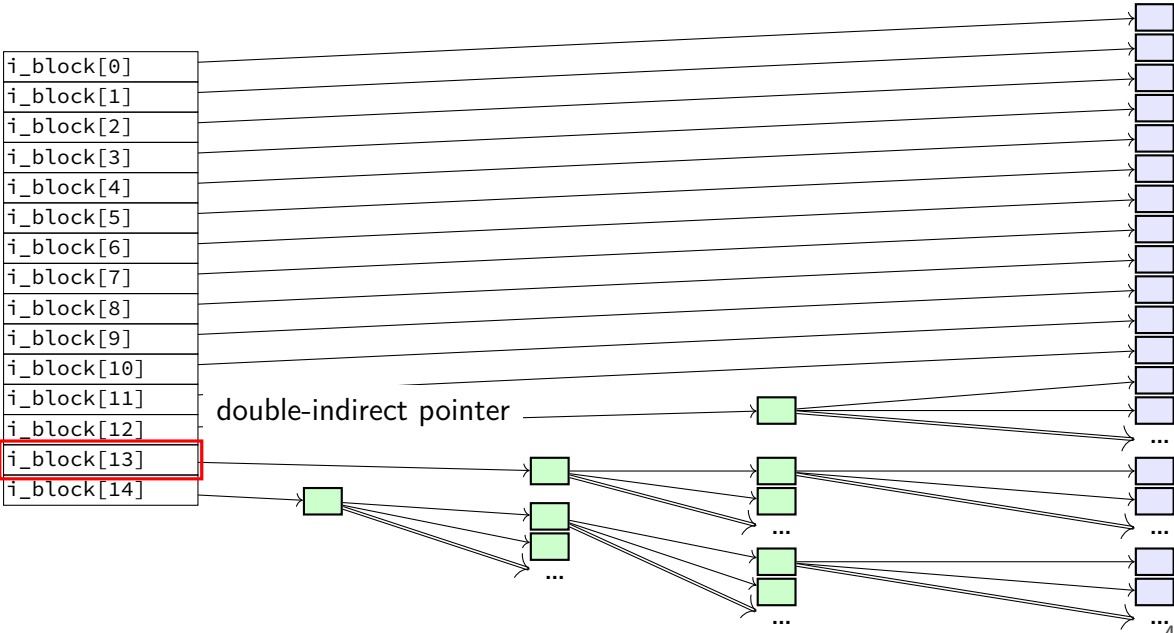 i_block[0]
i_block[1]
i_block[2]
i_block[3]
i_block[4]
i_block[5]
i_block[6]
i_block[7]
i_block[8]
i_block[9]
i_block[10]
i_block[11]
double-indirect pointer
i_block[12]
...
i_block[13]
i_block[14]
...
...
...
...
...
4